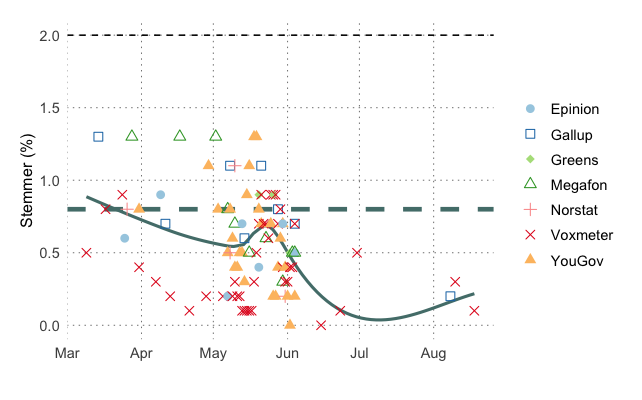 2.0
1.5
1.0
0.5
0.0
Stemmer (%)
Mar Apr May Jun Jul Aug
Epinion
Gallup
Greens
Megafon
Norstat
Voxmeter
YouGov